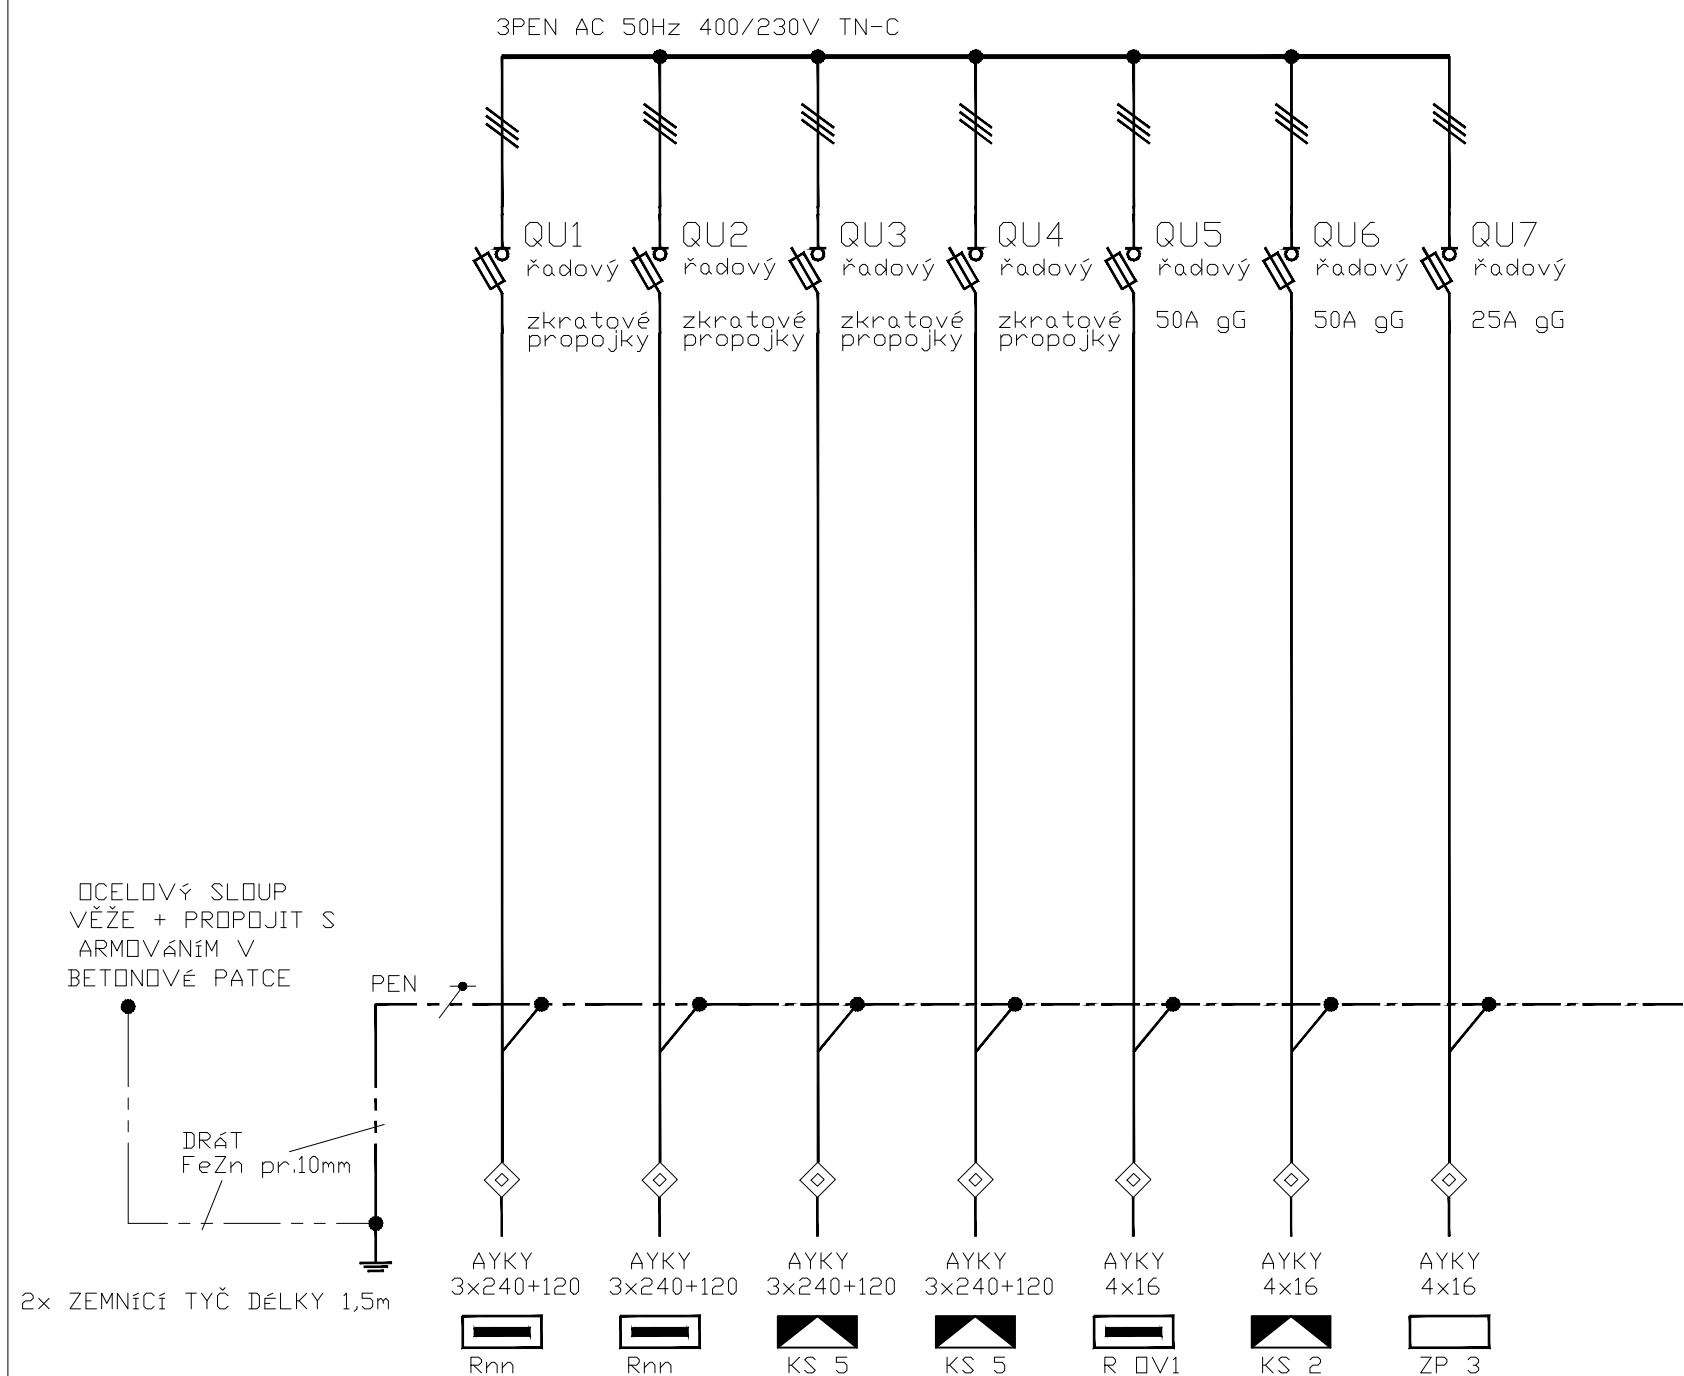 3PEN AC 50Hz 400/230V TN-C
QU1
řadový
zkratové
propojky
QU2
řadový
zkratové
propojky
QU3
řadový
zkratové
propojky
QU4
řadový
zkratové
propojky
QU5
řadový
50A gG
QU6
řadový
50A gG
QU7
řadový
25A gG
OCELOVÝ SLOUP
VĚŽE + PROPOJIT S
ARMOVÁNÍM V
BETONOVÉ PATCE
PEN
DRÁT
FeZn pr.10mm
2x ZEMNÍCÍ TYČ DÉLKY 1,5m
AYKY
3x240+120
Rnn
AYKY
3x240+120
Rnn
AYKY
3x240+120
KS 5
AYKY
3x240+120
KS 5
AYKY
4x16
R OV1
AYKY
4x16
KS 2
AYKY
4x16
ZP 3